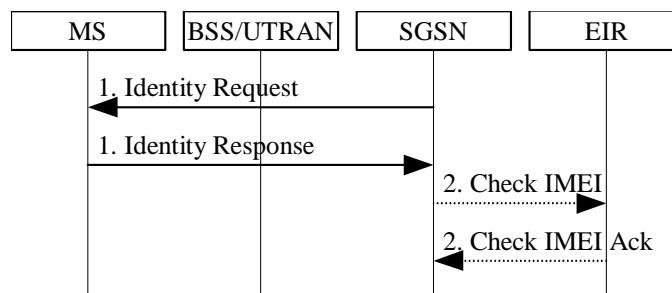 MS BSS/UTRAN SGSN EIR
1. Identity Request
1. Identity Response
2. Check IMEI
2. Check IMEI Ack